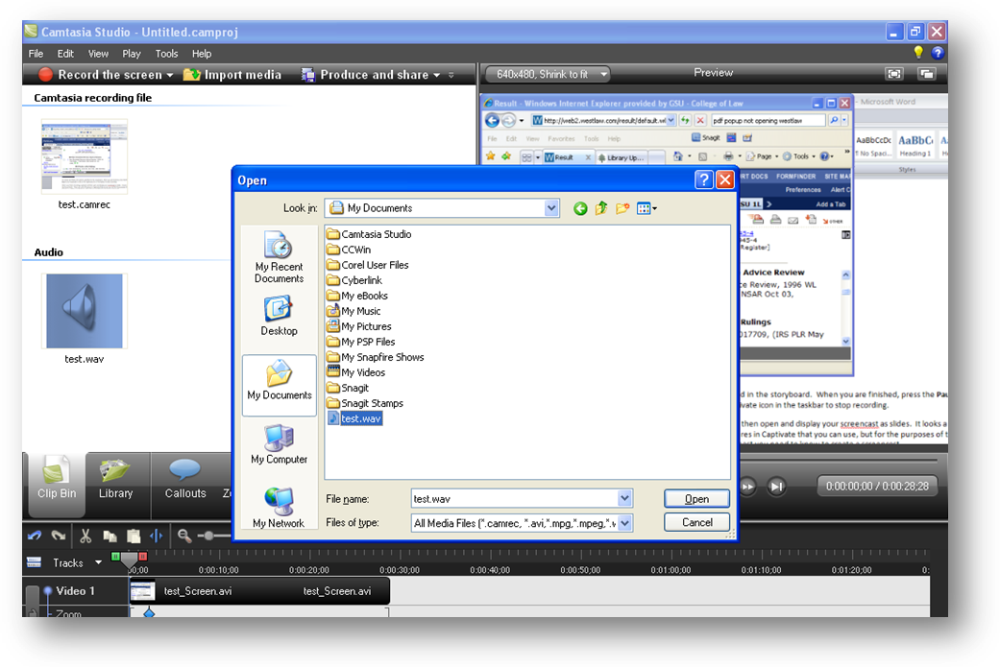 Camtasia Studio - Untitled.camproj
File Edit View Play Tools Help
Record the screen Import media Produce and share
640x480, Shrink to fit Preview
Camtasia recording file
test.camrec
Audio
test.wav
Result - Windows Internet Explorer provided by GSU - College of Law
http://web2.westlaw.com/result/default.wl
pdf popup not opening westlaw
File Edit View Favorites Tools Help
Snagit
Result
Library Up...
Page Tools
- Microsoft Word
AaBbCcDc AaBbC
T No Spaci... Heading 1
Styles
RT DOCS FORMFINDER SITE MA
Preferences Alert C
SU 1L Add a Tab
945-4
Register]
Advice Review
ce Review, 1996 WL
NSAR Oct 03,
Rulings
017709, (IRS PLR May
d in the storyboard. When you are finished, press the Pau
vate icon in the taskbar to stop recording.
then open and display your screencast as slides. It looks a
res in Captivate that you can use, but for the purposes of t
Open
Look in: My Documents
My Recent
Documents
Desktop
My Documents
My Computer
My Network
Camtasia Studio
CCWin
Corel User Files
Cyberlink
My eBooks
My Music
My Pictures
My PSP Files
My Snapfire Shows
My Videos
Snagit
Snagit Stamps
test.wav
File name: test.wav Open
Files of type: All Media Files (*.camrec, *.avi,*.mpg,*.mpeg,*.v Cancel
Clip Bin Library Callouts Z
0:00:00;00 / 0:00:28;28
Tracks
00;00 0:00:10;00 0:00:20;00 0:00:30;00 0:00:40;00 0:00:50;00 0:01:00;00 0:01:10;00 0:01:20;00 0:
Video 1 test_Screen.avi test_Screen.avi
Zoom